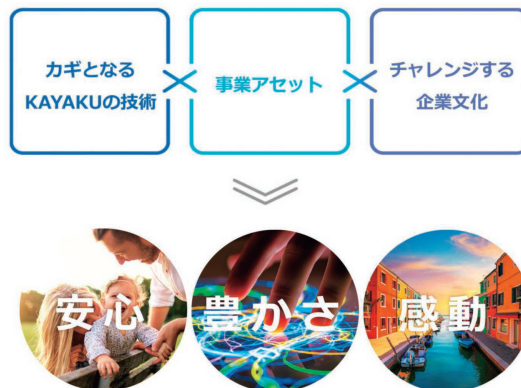 カギとなる
KAYAKUの技術
事業アセット
チャレンジする
企業文化
安心
豊かさ
感動